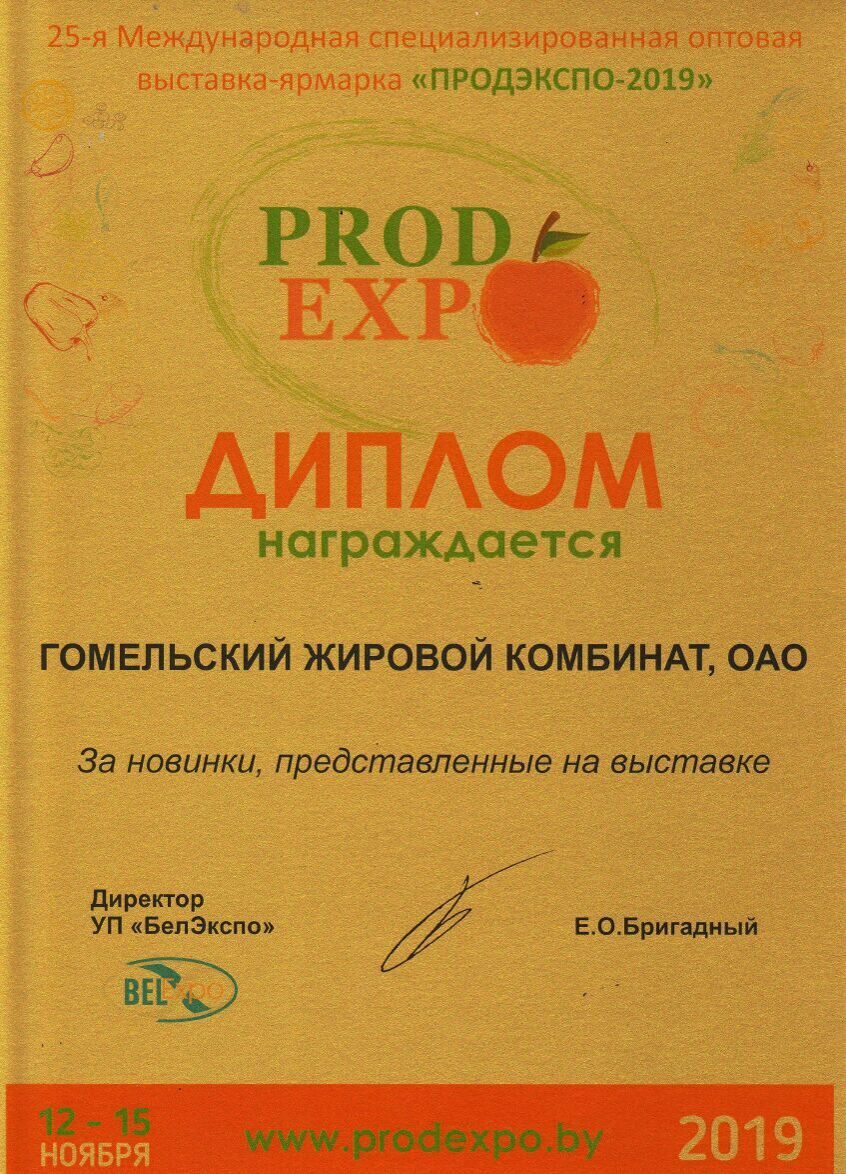 25-я Международная специализированная оптовая
выставка-ярмарка «ПРОДЭКСПО-2019»
PROD
EXPO
ДИПЛОМ
награждается
ГОМЕЛЬСКИЙ ЖИРОВОЙ КОМБИНАТ, ОАО
За новинки, представленные на выставке
Директор
УП «БелЭкспо»
Е.О.Бригадный
BELExpo
12 – 15
НОЯБРЯ
www.prodexpo.by
2019